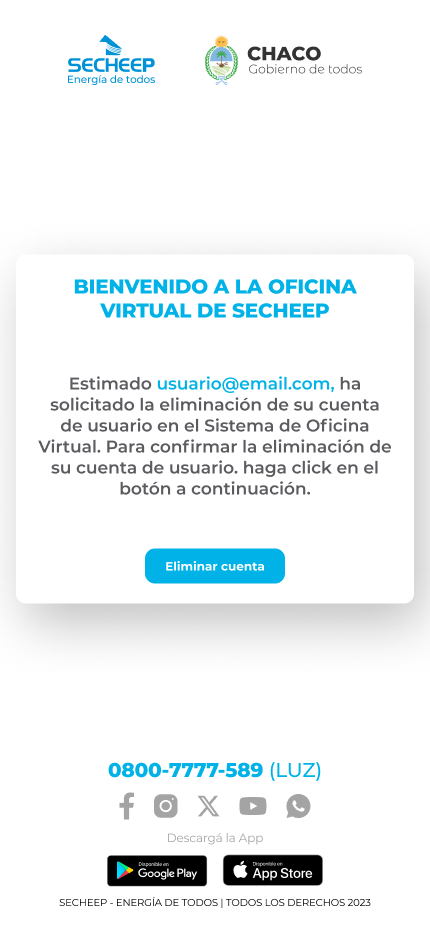 SECHEEP
Energía de todos
CHACO
Gobierno de todos
BIENVENIDO A LA OFICINA
VIRTUAL DE SECHEEP
Estimado usuario@email.com, ha
solicitado la eliminación de su cuenta
de usuario en el Sistema de Oficina
Virtual. Para confirmar la eliminación de
su cuenta de usuario. haga click en el
botón a continuación.
Eliminar cuenta
0800-7777-589 (LUZ)
Descargá la App
Disponible en
Google Play
Disponible en
App Store
SECHEEP - ENERGÍA DE TODOS | TODOS LOS DERECHOS 2023